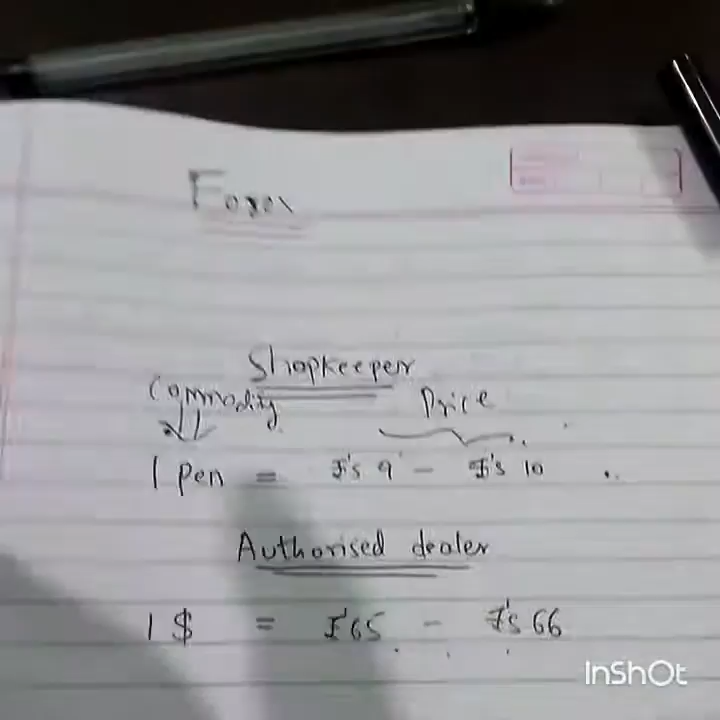 Forex
Shopkeeper
Commodity Price
1 Pen = ₹'s 9 - ₹'s 10
Authorised dealer
1 $ = ₹'65 - ₹'s 66
InShOt